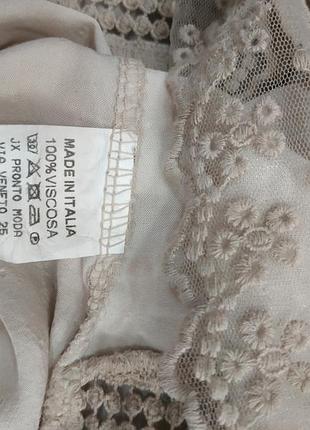 MADE IN ITALIA
100%VISCOSA
JX PRONTO MODA
VIA VENETO 25